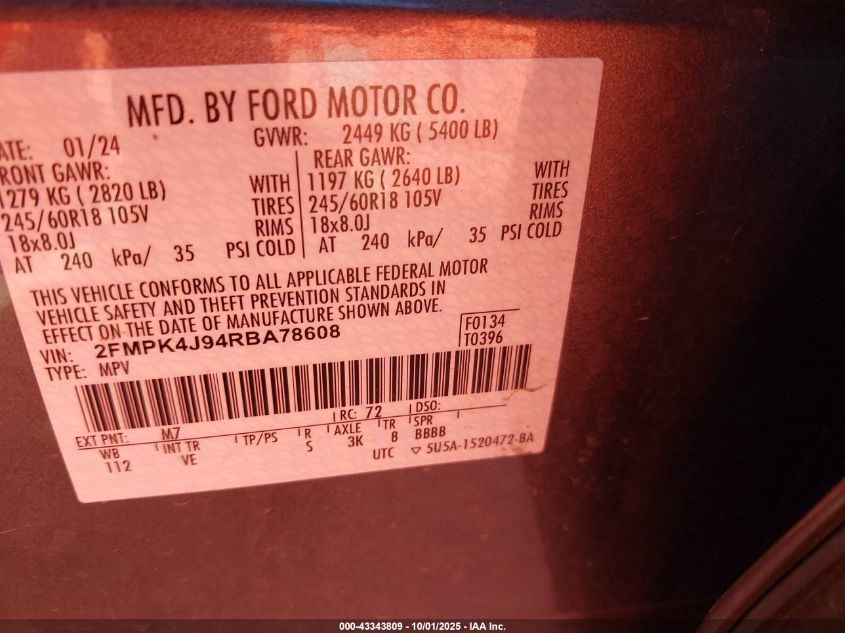 MFD. BY FORD MOTOR CO.
ATE: 01/24 GVWR: 2449 KG ( 5400 LB)
RONT GAWR: REAR GAWR:
1279 KG ( 2820 LB) WITH 1197 KG ( 2640 LB) WITH
245/60R18 105V TIRES 245/60R18 105V TIRES
18x8.0J RIMS 18x8.0J RIMS
AT 240 kPa/ 35 PSI COLD AT 240 kPa/ 35 PSI COLD
THIS VEHICLE CONFORMS TO ALL APPLICABLE FEDERAL MOTOR
VEHICLE SAFETY AND THEFT PREVENTION STANDARDS IN
EFFECT ON THE DATE OF MANUFACTURE SHOWN ABOVE.
VIN: 2FMPK4J94RBA78608 F0134
TYPE: MPV T0396
EXT PNT: M7 RC: 72 DSO:
WB INT TR TP/PS R AXLE TR SPR
112 VE S 3K 8 BBBB
UTC ▽ 5U5A-1520472-BA
000-43343809 - 10/01/2025 - IAA Inc.